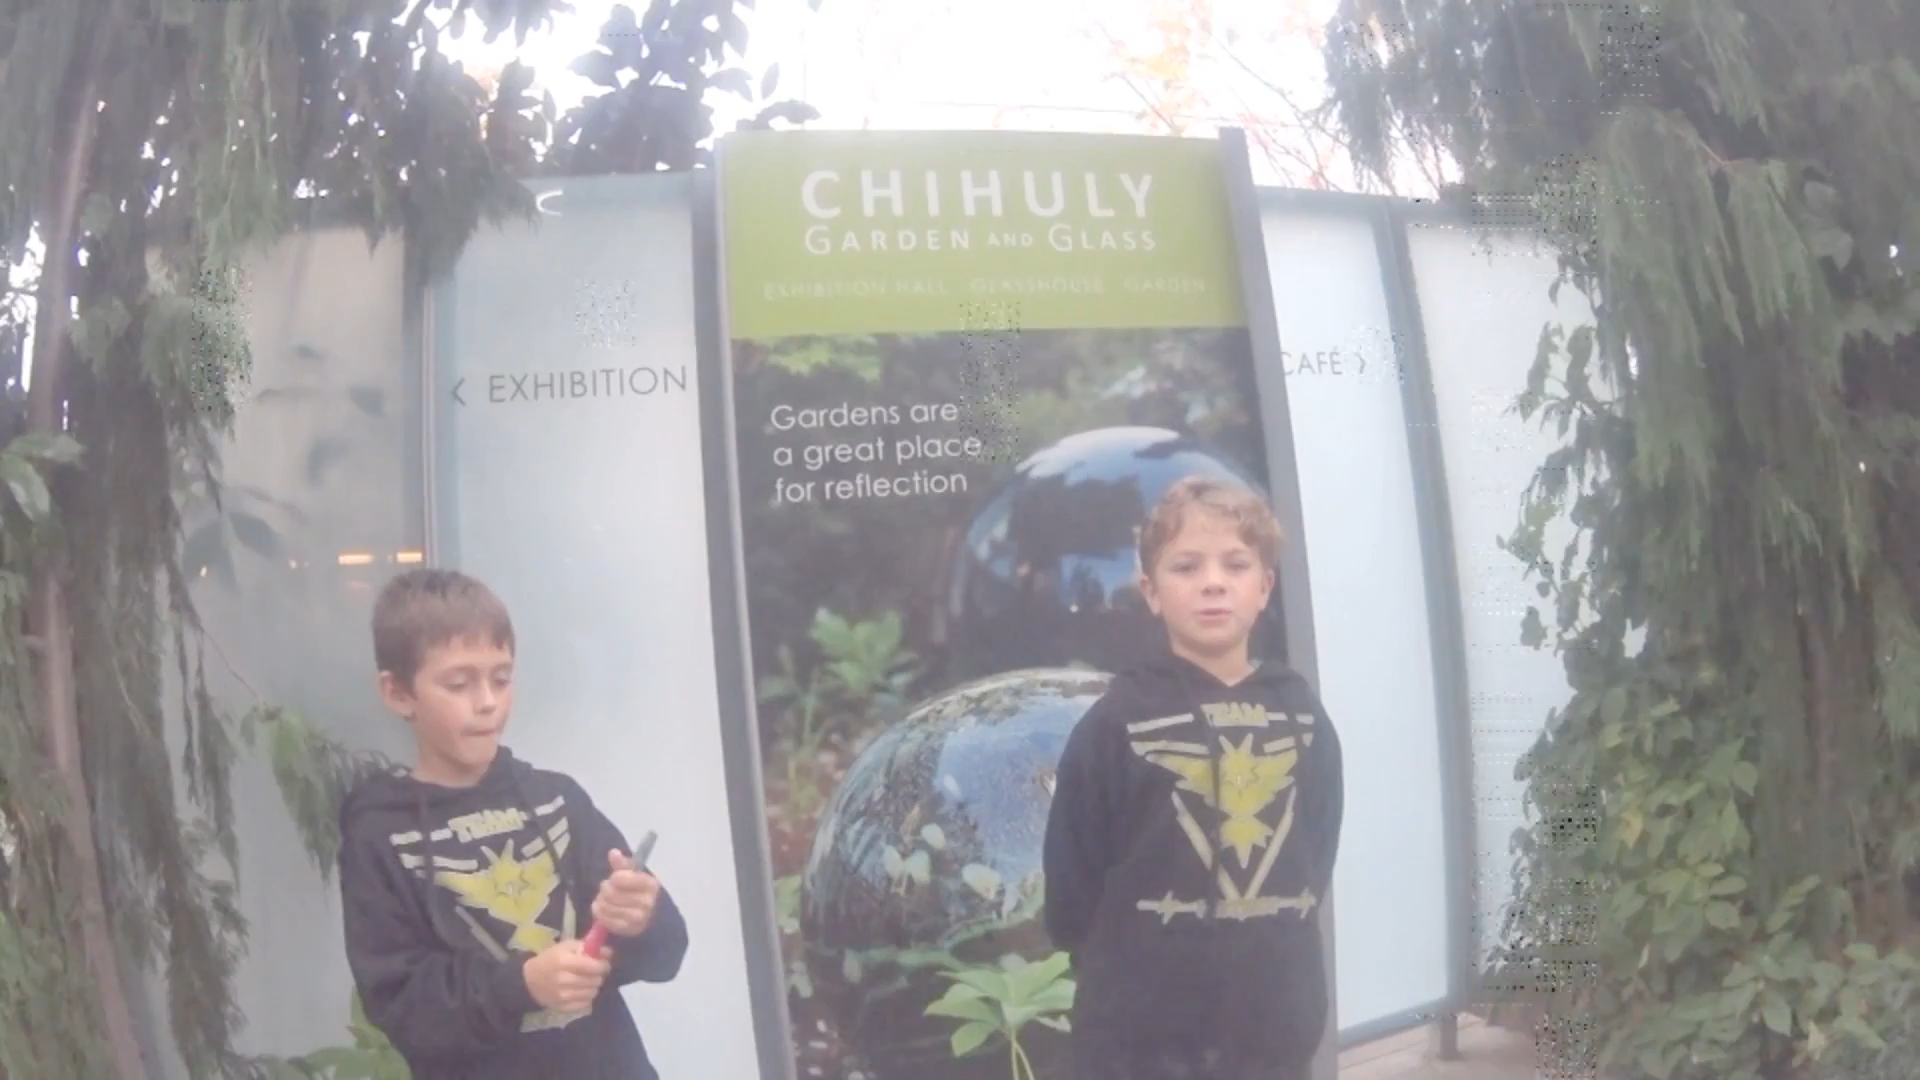 CHIHULY
GARDEN AND GLASS
EXHIBITION HALL GLASSHOUSE GARDEN
< EXHIBITION
CAFÉ >
Gardens are
a great place
for reflection
TEAM
TEAM